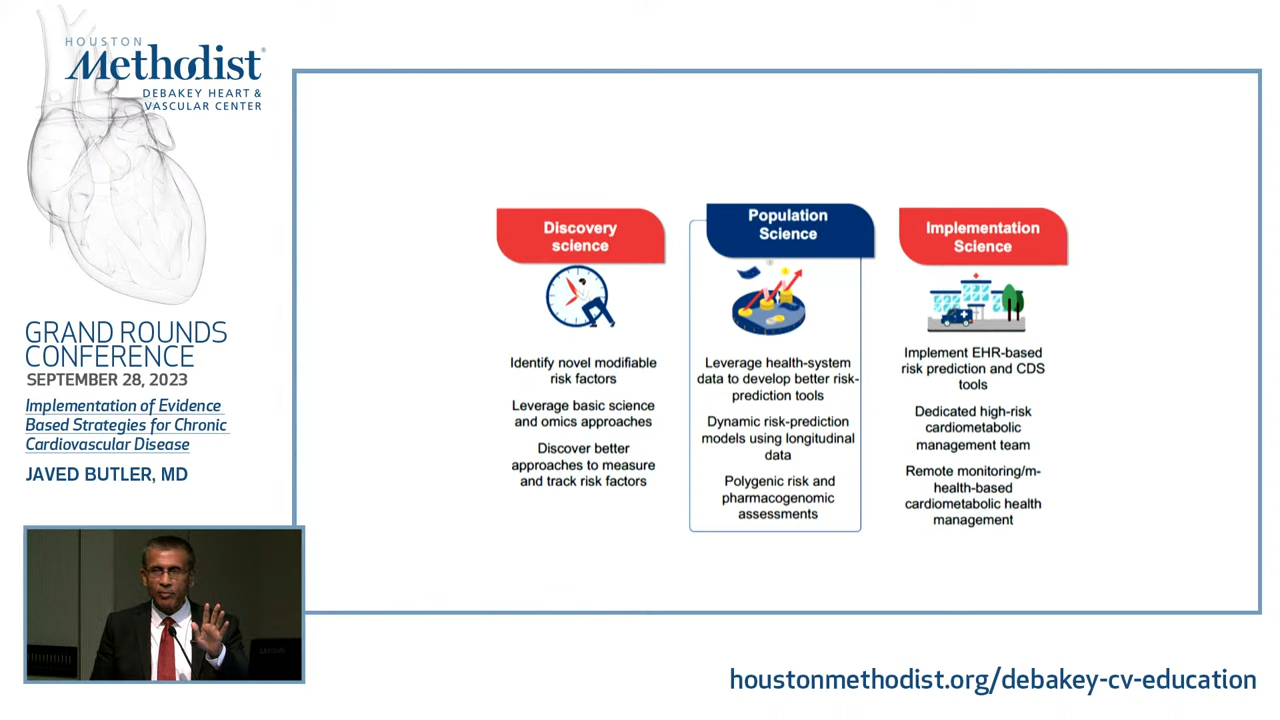 HOUSTON
Methodist®
DEBAKEY HEART &
VASCULAR CENTER
GRAND ROUNDS
CONFERENCE
SEPTEMBER 28, 2023
Implementation of Evidence
Based Strategies for Chronic
Cardiovascular Disease
JAVED BUTLER, MD
Discovery
science
Identify novel modifiable
risk factors
Leverage basic science
and omics approaches
Discover better
approaches to measure
and track risk factors
Population
Science
Leverage health-system
data to develop better risk-
prediction tools
Dynamic risk-prediction
models using longitudinal
data
Polygenic risk and
pharmacogenomic
assessments
Implementation
Science
Implement EHR-based
risk prediction and CDS
tools
Dedicated high-risk
cardiometabolic
management team
Remote monitoring/m-
health-based
cardiometabolic health
management
LENOVO
houstonmethodist.org/debakey-cv-education